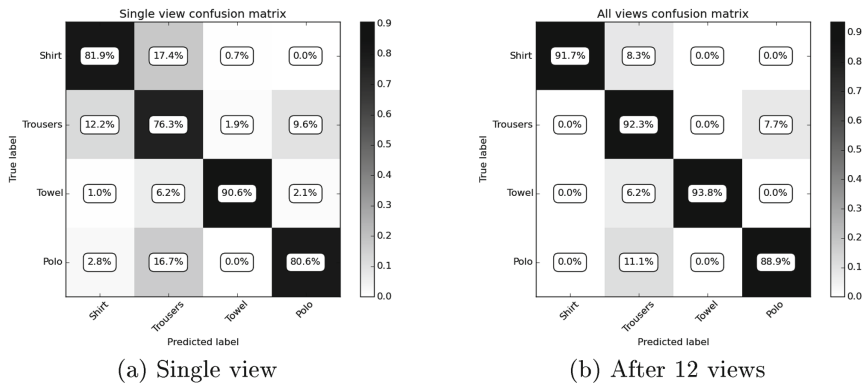 Single view confusion matrix
Shirt 81.9% 17.4% 0.7% 0.0%
Trousers 12.2% 76.3% 1.9% 9.6%
Towel 1.0% 6.2% 90.6% 2.1%
Polo 2.8% 16.7% 0.0% 80.6%
True label
Shirt Trousers Towel Polo
Predicted label
0.9
0.8
0.7
0.6
0.5
0.4
0.3
0.2
0.1
0.0
(a) Single view
All views confusion matrix
Shirt 91.7% 8.3% 0.0% 0.0%
Trousers 0.0% 92.3% 0.0% 7.7%
Towel 0.0% 6.2% 93.8% 0.0%
Polo 0.0% 11.1% 0.0% 88.9%
True label
Shirt Trousers Towel Polo
Predicted label
0.9
0.8
0.7
0.6
0.5
0.4
0.3
0.2
0.1
0.0
(b) After 12 views